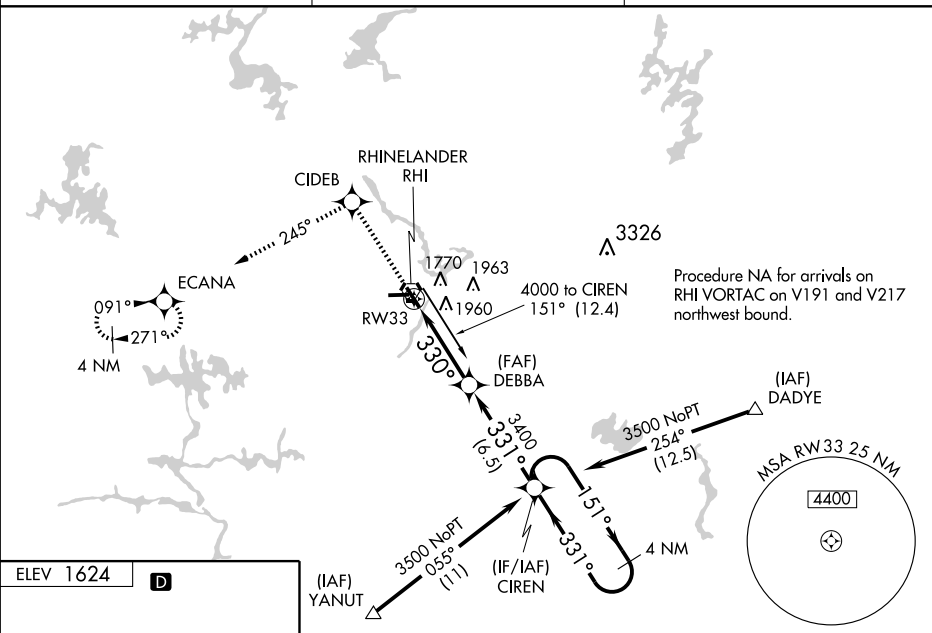 RHINELANDER
RHI
CIDEB
245°
3326
ECANA
1770
1963
4000 to CIREN
151° (12.4)
Procedure NA for arrivals on
RHI VORTAC on V191 and V217
northwest bound.
091°
271°
4 NM
RW33
1960
330°
(FAF)
DEBBA
(IAF)
DADYE
3400
331°
(6.5)
3500 NoPT
254°
(12.5)
MSA RW33 25 NM
4400
151°
331°
4 NM
3500 NoPT
055°
(11)
(IF/IAF)
CIREN
ELEV 1624
D
(IAF)
YANUT